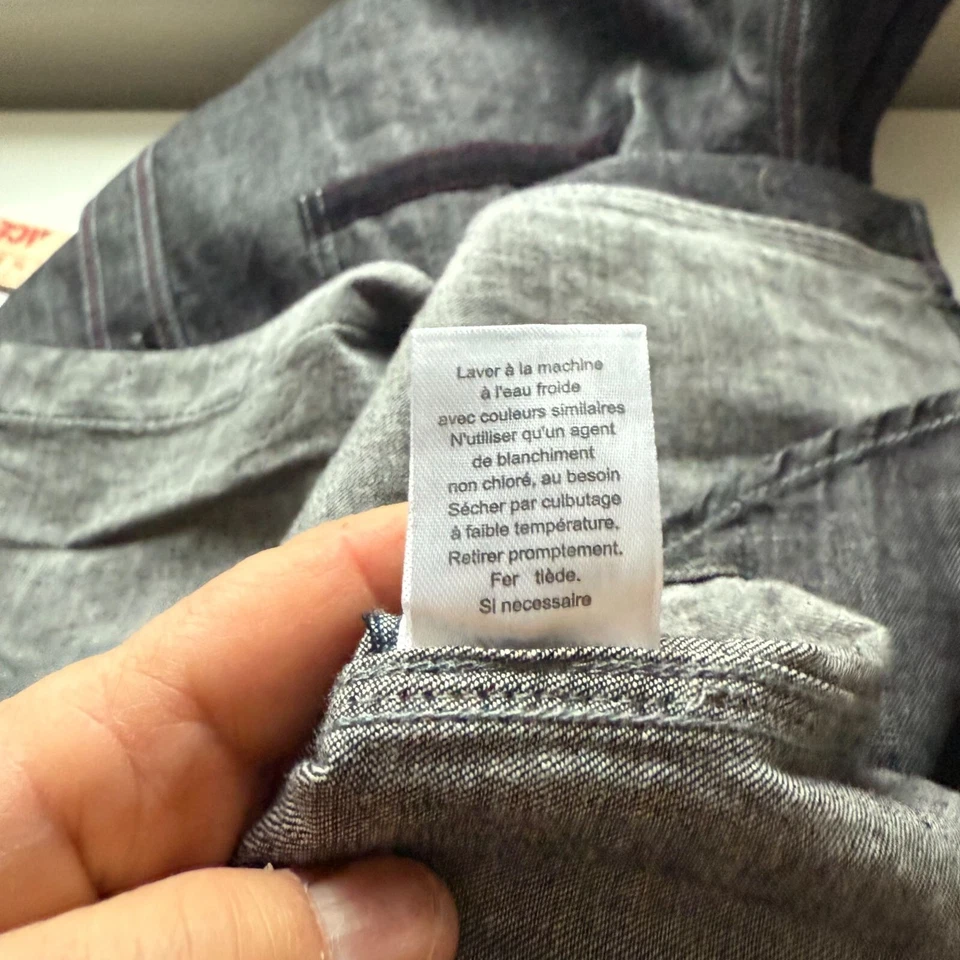 Laver à la machine
à l'eau froide
avec couleurs similaires
N'utiliser qu'un agent
de blanchiment
non chloré, au besoin
Sécher par culbutage
à faible température.
Retirer promptement.
Fer tiède.
Si necessaire